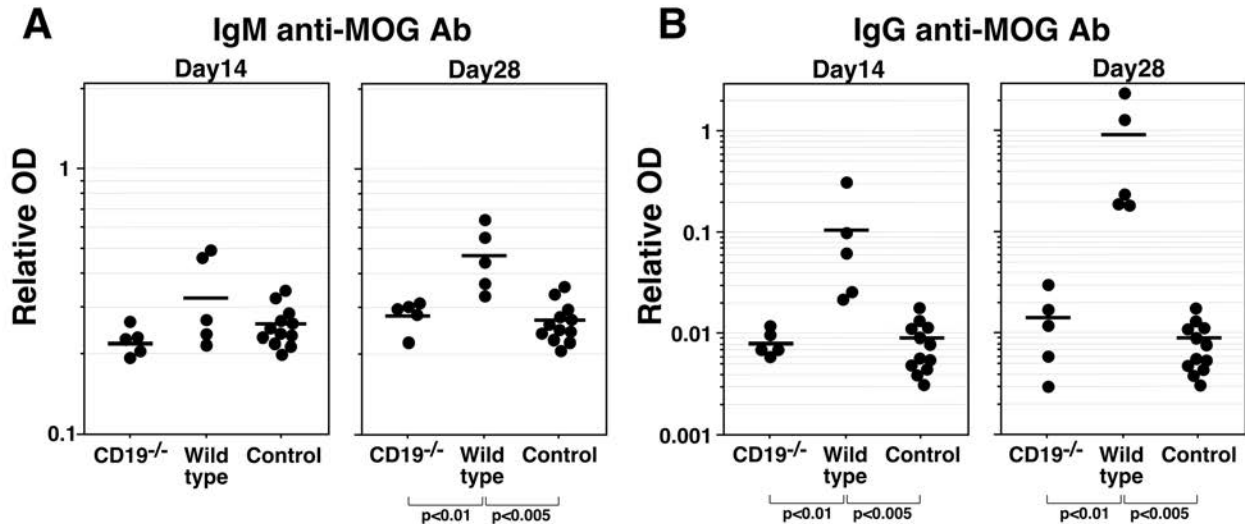 A
IgM anti-MOG Ab
Day14
Day28
Relative OD
1
0.1
CD19-/-
Wild type
Control
CD19-/-
Wild type
Control
p<0.01
p<0.005
B
IgG anti-MOG Ab
Day14
Day28
Relative OD
1
0.1
0.01
0.001
CD19-/-
Wild type
Control
CD19-/-
Wild type
Control
p<0.01
p<0.005
p<0.01
p<0.005